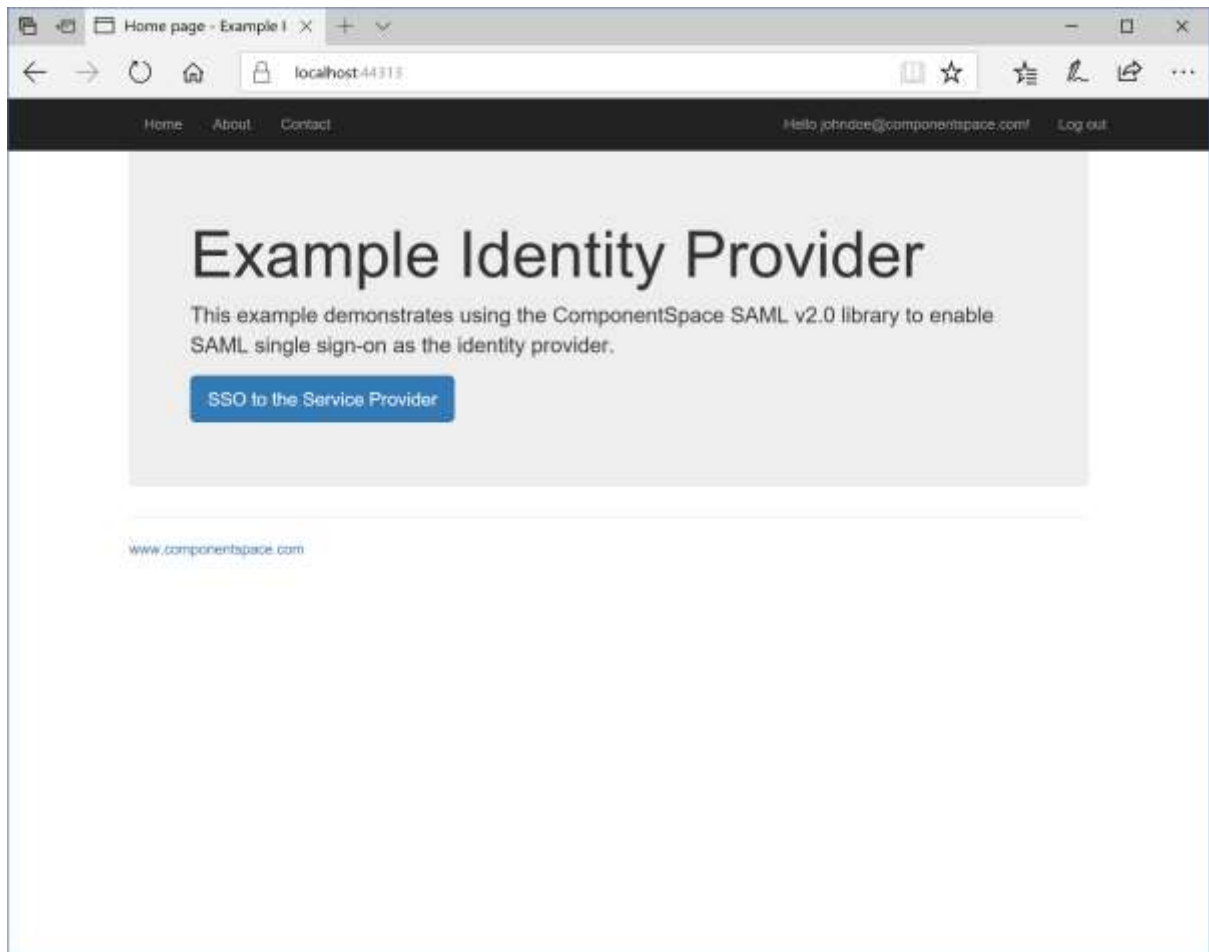 Home page - Example I
localhost:44313
Home About Contact Hello johndoe@componentspace.com! Log out
Example Identity Provider
This example demonstrates using the ComponentSpace SAML v2.0 library to enable
SAML single sign-on as the identity provider.
SSO to the Service Provider
www.componentspace.com